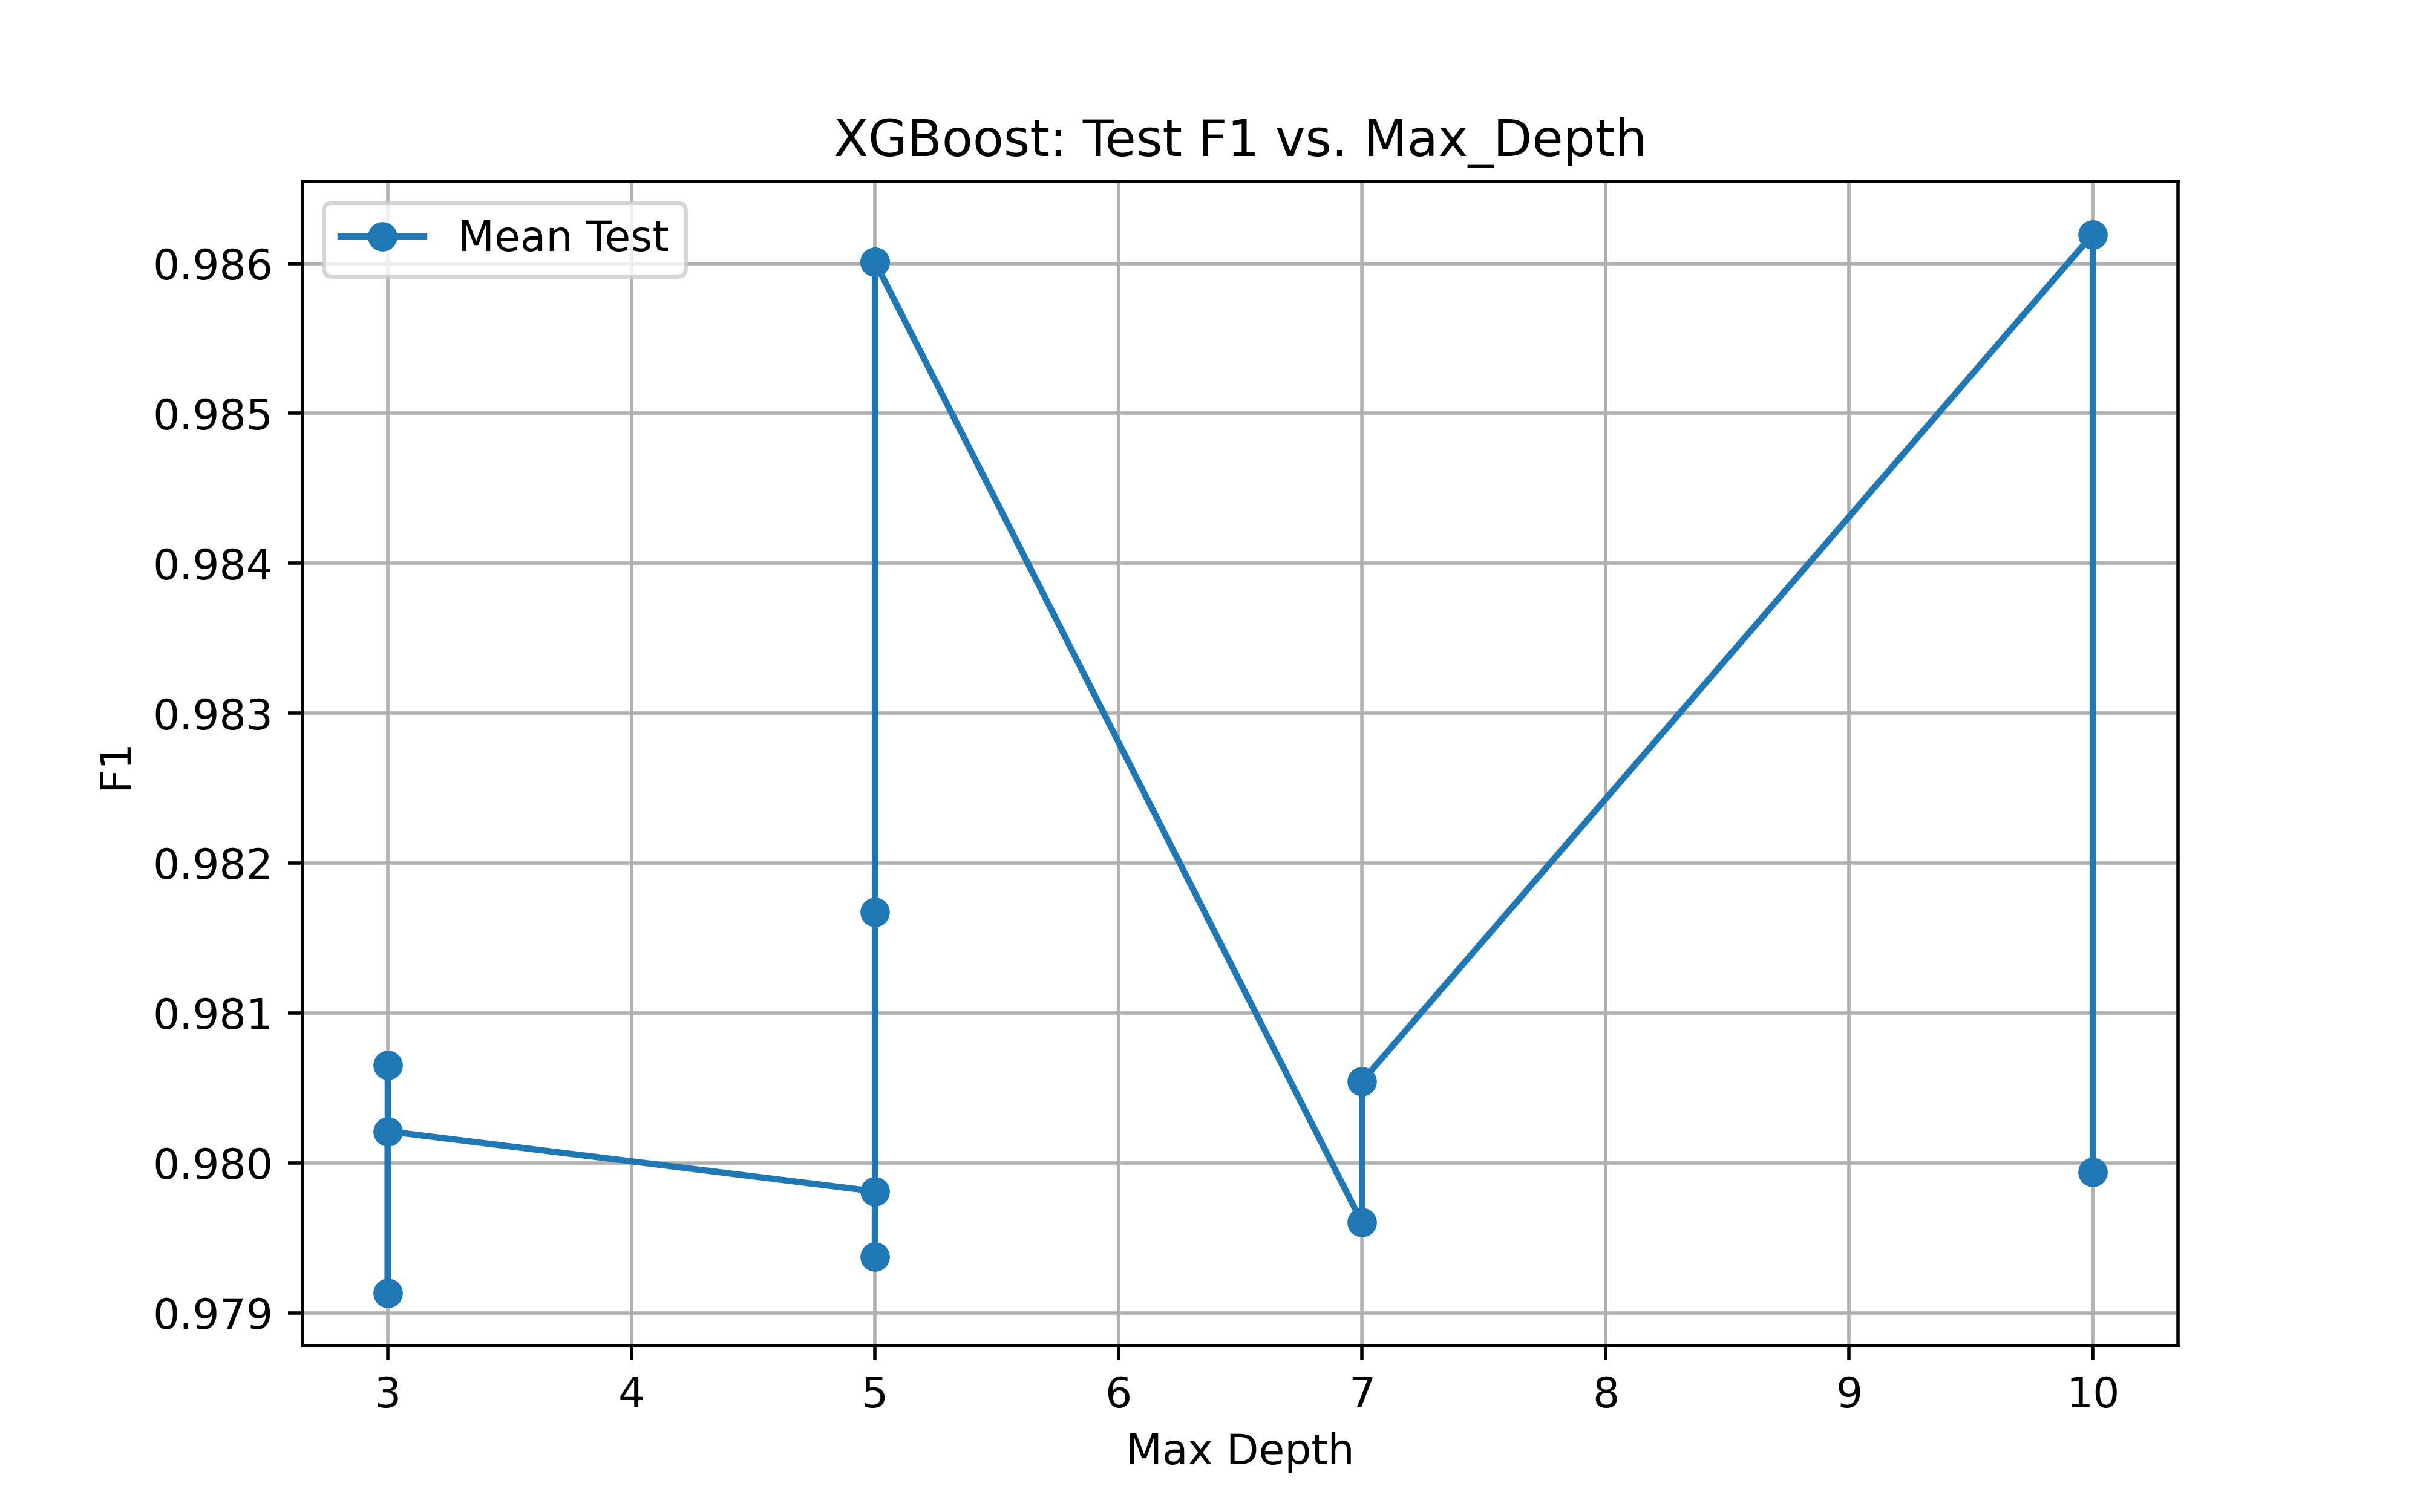 XGBoost: Test F1 vs. Max_Depth
Mean Test
0.986
0.985
0.984
0.983
0.982
0.981
0.980
0.979
F1
3 4 5 6 7 8 9 10
Max Depth